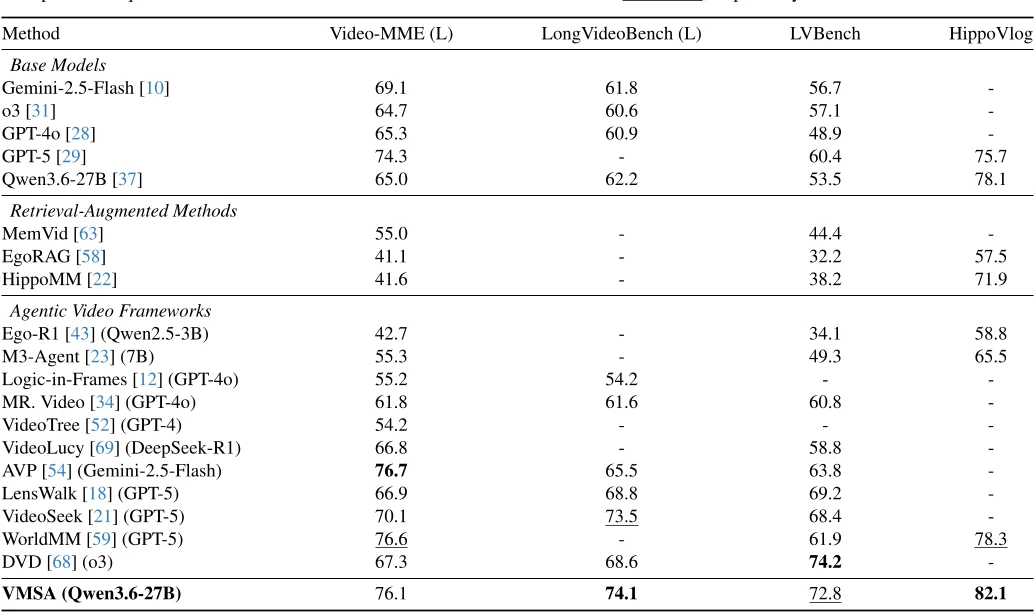 Method Video-MME (L) LongVideoBench (L) LVBench HippoVlog
Base Models
Gemini-2.5-Flash [10] 69.1 61.8 56.7 -
o3 [31] 64.7 60.6 57.1 -
GPT-4o [28] 65.3 60.9 48.9 -
GPT-5 [29] 74.3 - 60.4 75.7
Qwen3.6-27B [37] 65.0 62.2 53.5 78.1
Retrieval-Augmented Methods
MemVid [63] 55.0 - 44.4 -
EgoRAG [58] 41.1 - 32.2 57.5
HippoMM [22] 41.6 - 38.2 71.9
Agentic Video Frameworks
Ego-R1 [43] (Qwen2.5-3B) 42.7 - 34.1 58.8
M3-Agent [23] (7B) 55.3 - 49.3 65.5
Logic-in-Frames [12] (GPT-4o) 55.2 54.2 - -
MR. Video [34] (GPT-4o) 61.8 61.6 60.8 -
VideoTree [52] (GPT-4) 54.2 - - -
VideoLucy [69] (DeepSeek-R1) 66.8 - 58.8 -
AVP [54] (Gemini-2.5-Flash) 76.7 65.5 63.8 -
LensWalk [18] (GPT-5) 66.9 68.8 69.2 -
VideoSeek [21] (GPT-5) 70.1 73.5 68.4 -
WorldMM [59] (GPT-5) 76.6 - 61.9 78.3
DVD [68] (o3) 67.3 68.6 74.2 -
VMSA (Qwen3.6-27B) 76.1 74.1 72.8 82.1